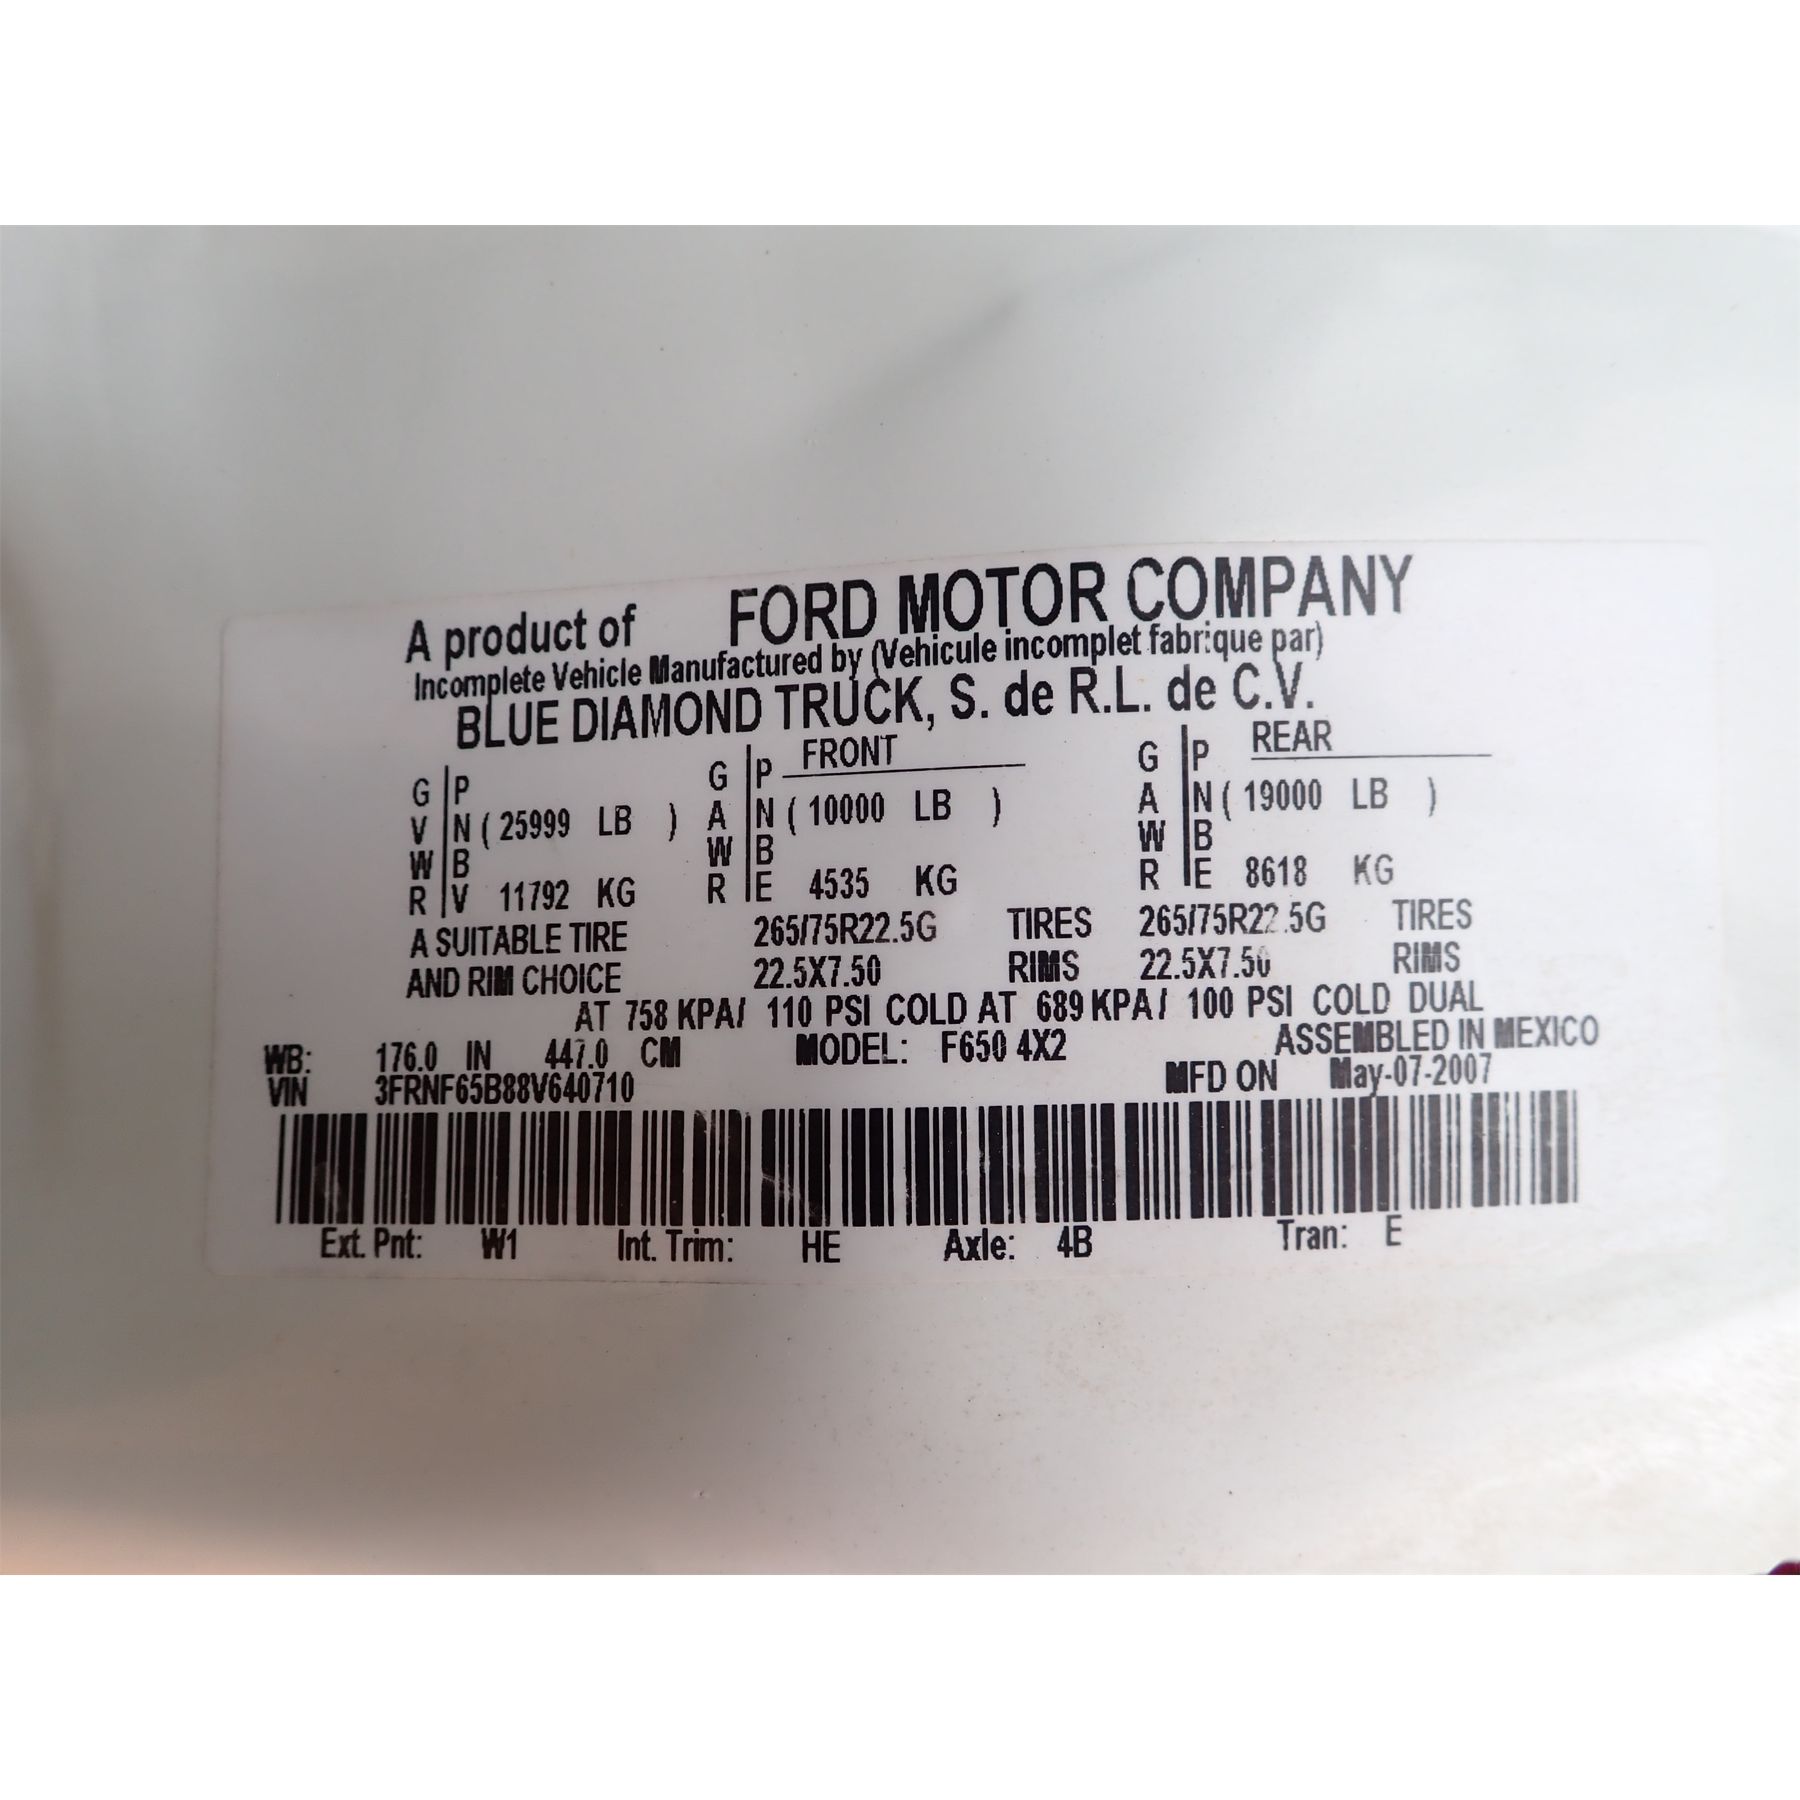 A product of FORD MOTOR COMPANY
Incomplete Vehicle Manufactured by (Vehicule incomplet fabrique par)
BLUE DIAMOND TRUCK, S. de R.L. de C.V.
FRONT REAR
G P G P G P
V N ( 25999 LB ) A N ( 10000 LB ) A N ( 19000 LB )
W B W B W B
R V 11792 KG R E 4535 KG R E 8618 KG
A SUITABLE TIRE 265/75R22.5G TIRES 265/75R22.5G TIRES
AND RIM CHOICE 22.5X7.50 RIMS 22.5X7.50 RIMS
AT 758 KPA/ 110 PSI COLD AT 689 KPA/ 100 PSI COLD DUAL
WB: 176.0 IN 447.0 CM MODEL: F650 4X2 ASSEMBLED IN MEXICO
VIN 3FRNF65B88V640710 MFD ON May-07-2007
Ext. Pnt: W1 Int. Trim: HE Axle: 4B Tran: E